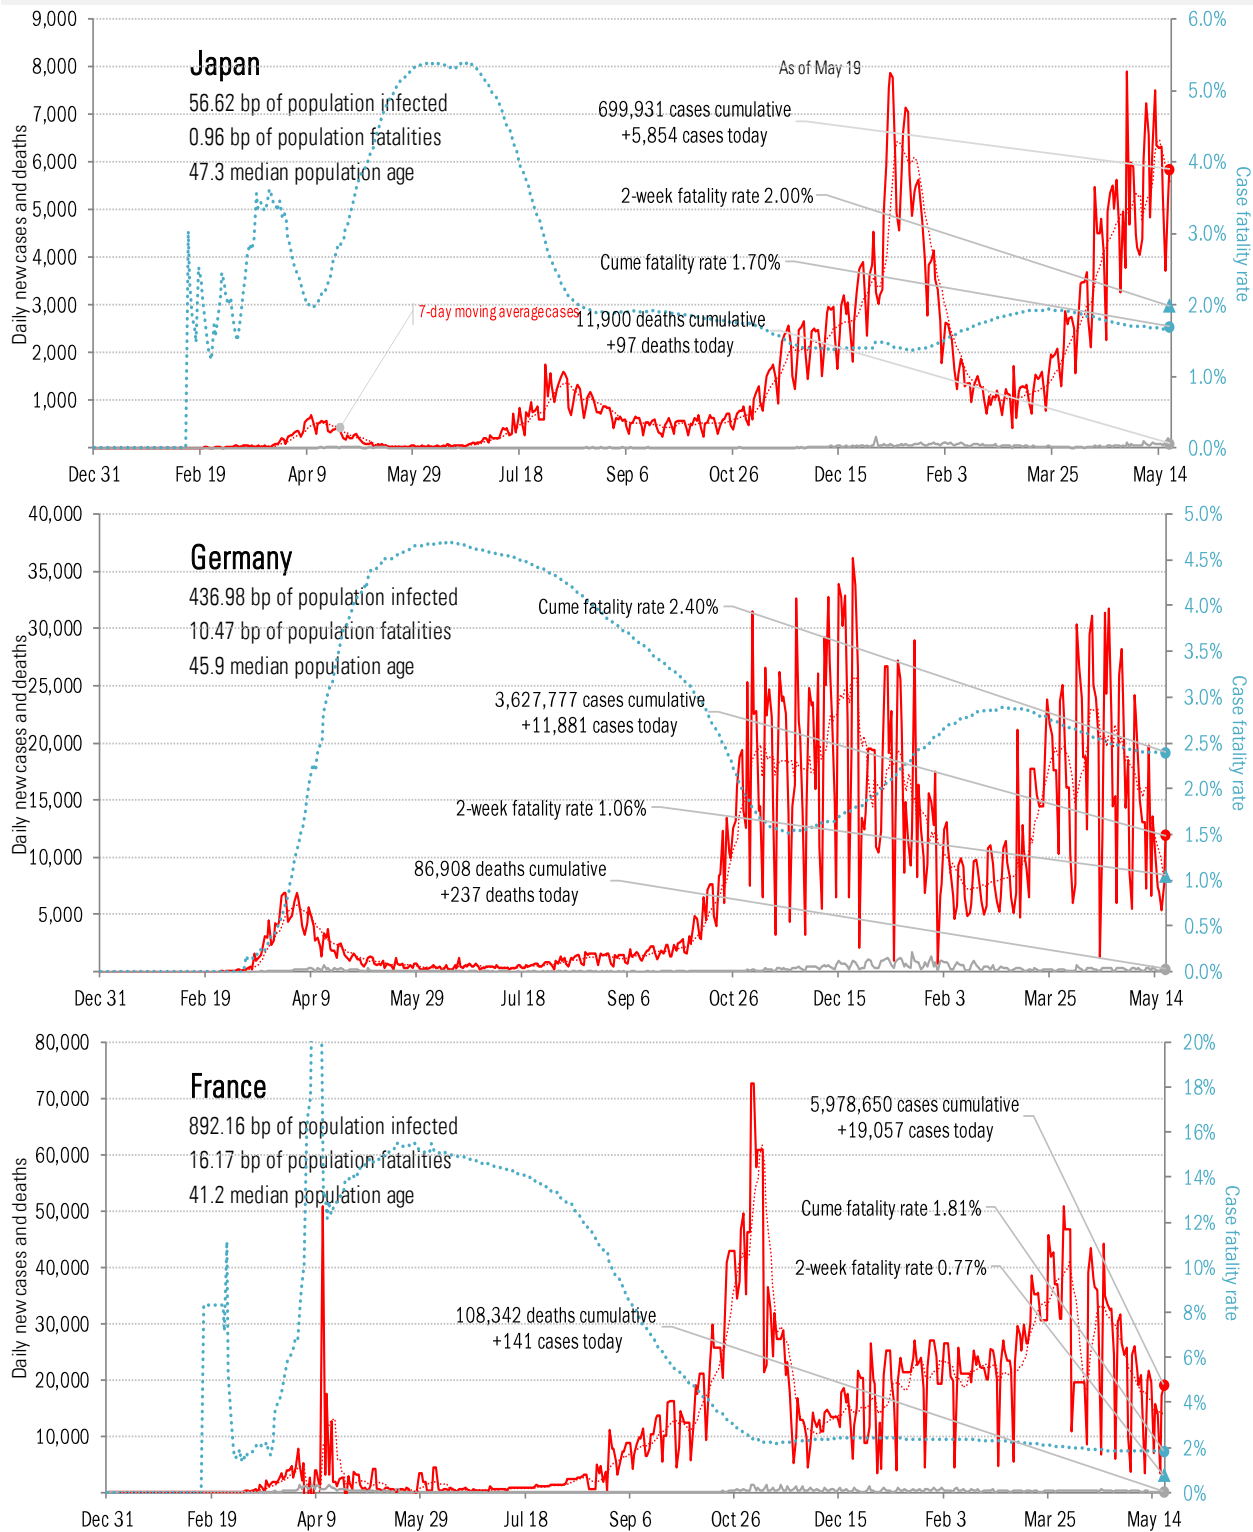 9,000
8,000
7,000
6,000
5,000
4,000
3,000
2,000
1,000
Daily new cases and deaths
Japan
56.62 bp of population infected
0.96 bp of population fatalities
47.3 median population age
As of May 19
699,931 cases cumulative
+5,854 cases today
2-week fatality rate 2.00%
Cume fatality rate 1.70%
7-day moving average cases
11,900 deaths cumulative
+97 deaths today
6.0%
5.0%
4.0%
3.0%
2.0%
1.0%
0.0%
Case fatality rate
Dec 31 Feb 19 Apr 9 May 29 Jul 18 Sep 6 Oct 26 Dec 15 Feb 3 Mar 25 May 14
40,000
35,000
30,000
25,000
20,000
15,000
10,000
5,000
Daily new cases and deaths
Germany
436.98 bp of population infected
10.47 bp of population fatalities
45.9 median population age
Cume fatality rate 2.40%
3,627,777 cases cumulative
+11,881 cases today
2-week fatality rate 1.06%
86,908 deaths cumulative
+237 deaths today
5.0%
4.5%
4.0%
3.5%
3.0%
2.5%
2.0%
1.5%
1.0%
0.5%
0.0%
Case fatality rate
Dec 31 Feb 19 Apr 9 May 29 Jul 18 Sep 6 Oct 26 Dec 15 Feb 3 Mar 25 May 14
80,000
70,000
60,000
50,000
40,000
30,000
20,000
10,000
Daily new cases and deaths
France
892.16 bp of population infected
16.17 bp of population fatalities
41.2 median population age
5,978,650 cases cumulative
+19,057 cases today
Cume fatality rate 1.81%
2-week fatality rate 0.77%
108,342 deaths cumulative
+141 cases today
20%
18%
16%
14%
12%
10%
8%
6%
4%
2%
0%
Case fatality rate
Dec 31 Feb 19 Apr 9 May 29 Jul 18 Sep 6 Oct 26 Dec 15 Feb 3 Mar 25 May 14